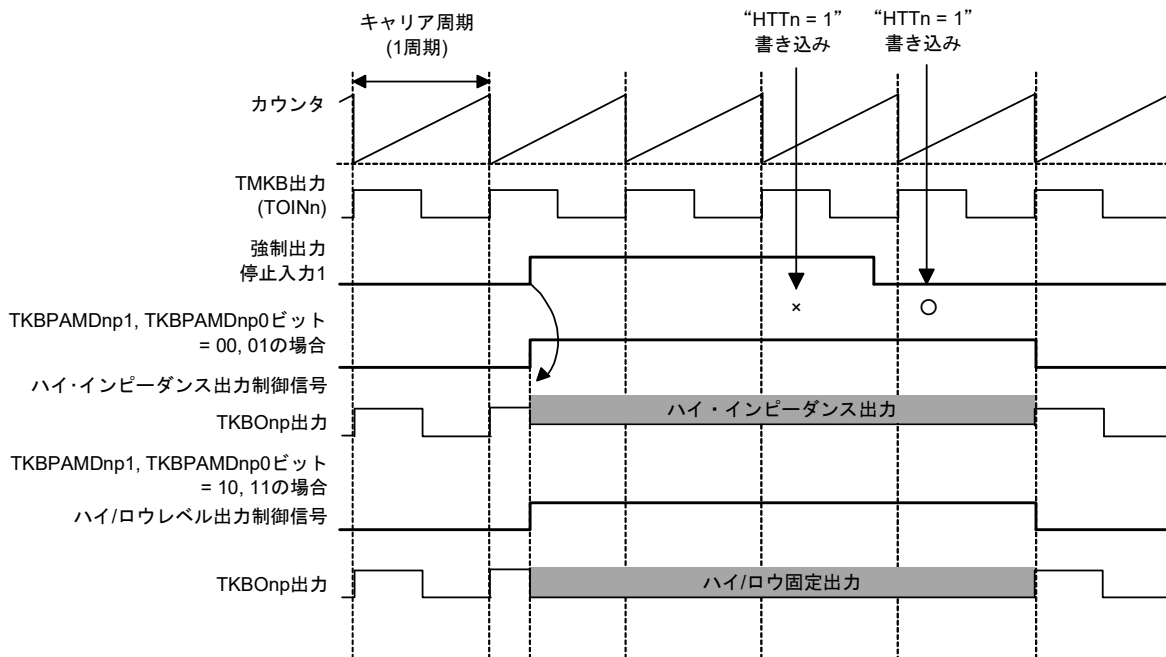 キャリア周期
(1周期)
“HTTn = 1”
書き込み
“HTTn = 1”
書き込み
カウンタ
TMKB出力
(TOINn)
強制出力
停止入力1
×
○
TKBPAMDnp1, TKBPAMDnp0ビット
= 00, 01の場合
ハイ・インピーダンス出力制御信号
ハイ・インピーダンス出力
TKBOnp出力
TKBPAMDnp1, TKBPAMDnp0ビット
= 10, 11の場合
ハイ/ロウレベル出力制御信号
TKBOnp出力
ハイ/ロウ固定出力